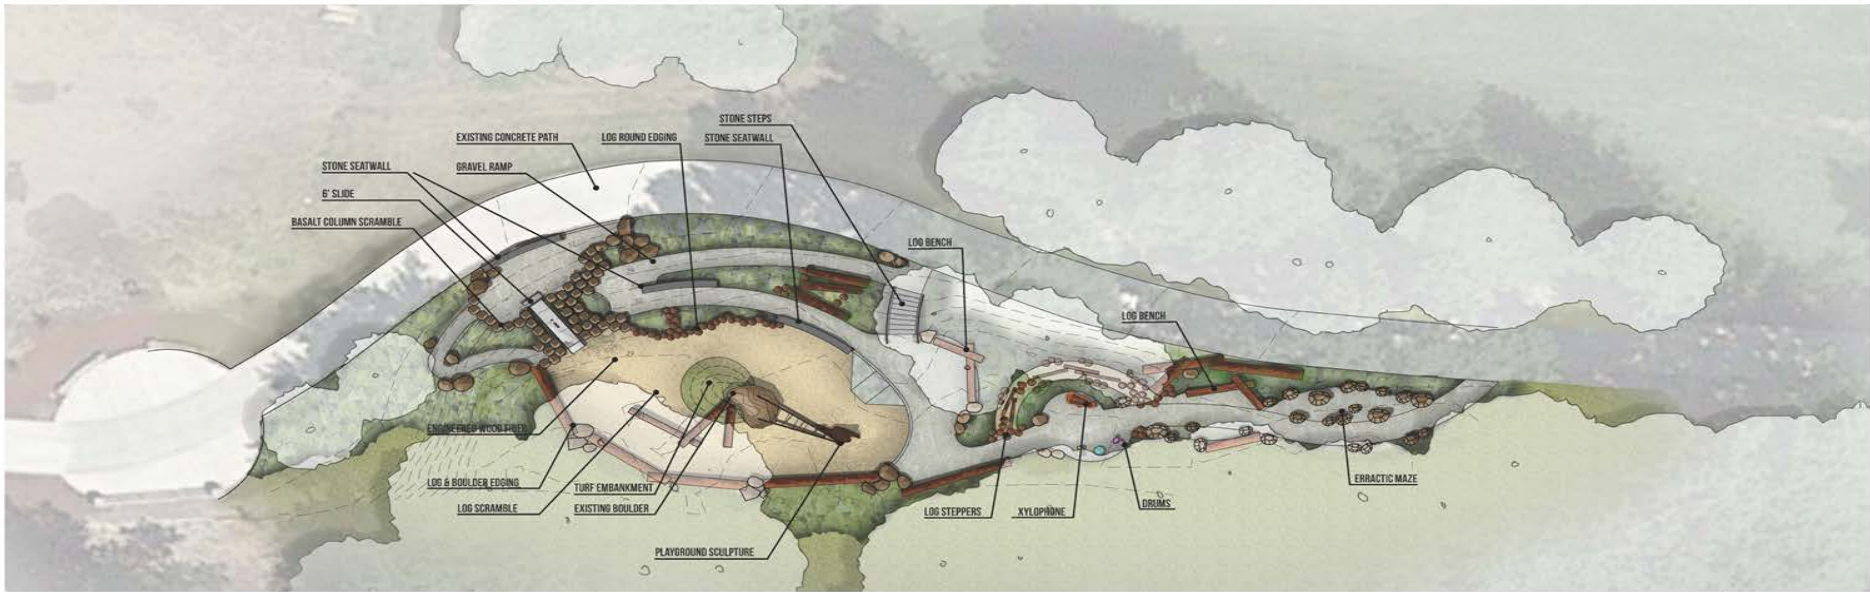 STONE STEPS
EXISTING CONCRETE PATH
LOG ROUND EDGING
STONE SEATWALL
STONE SEATWALL
GRAVEL RAMP
6' SLIDE
BASALT COLUMN SCRAMBLE
LOG BENCH
LOG BENCH
ENGINEERED WOOD FIBER
LOG & BOULDER EDGING
TURF EMBANKMENT
ERRACTIC MAZE
LOG SCRAMBLE
EXISTING BOULDER
LOG STEPPERS
XYLOPHONE
DRUMS
PLAYGROUND SCULPTURE